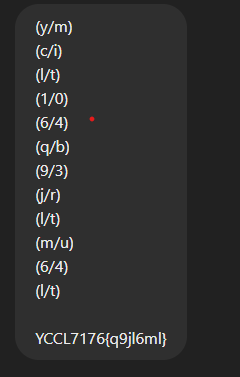 (y/m)
(c/i)
(l/t)
(1/0)
(6/4)
(q/b)
(9/3)
(j/r)
(l/t)
(m/u)
(6/4)
(l/t)
YCCL7176{q9jl6ml}